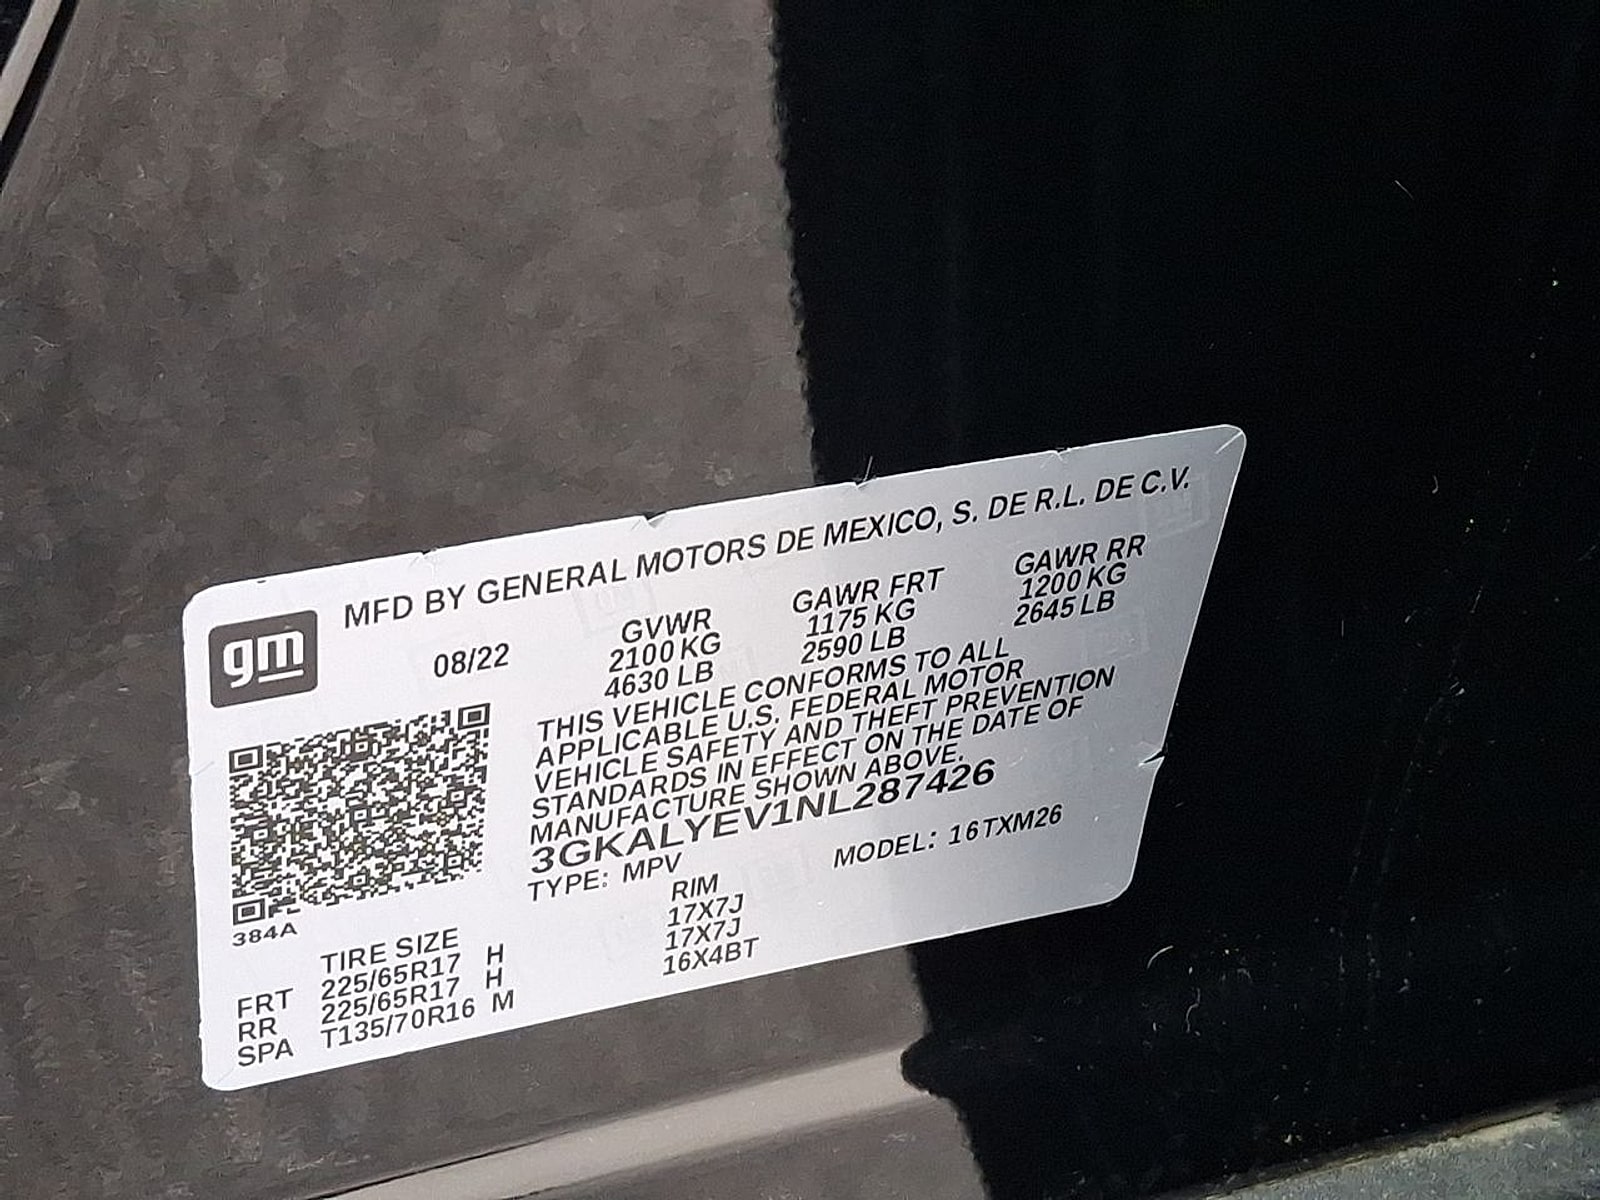 MFD BY GENERAL MOTORS DE MEXICO, S. DE R.L. DE C.V.
gm
08/22
GVWR GAWR FRT GAWR RR
2100 KG 1175 KG 1200 KG
4630 LB 2590 LB 2645 LB
THIS VEHICLE CONFORMS TO ALL
APPLICABLE U.S. FEDERAL MOTOR
VEHICLE SAFETY AND THEFT PREVENTION
STANDARDS IN EFFECT ON THE DATE OF
MANUFACTURE SHOWN ABOVE.
3GKALYEV1NL287426
TYPE: MPV MODEL: 16TXM26
384A
TIRE SIZE RIM
FRT 225/65R17 H 17X7J
RR 225/65R17 H 17X7J
SPA T135/70R16 M 16X4BT